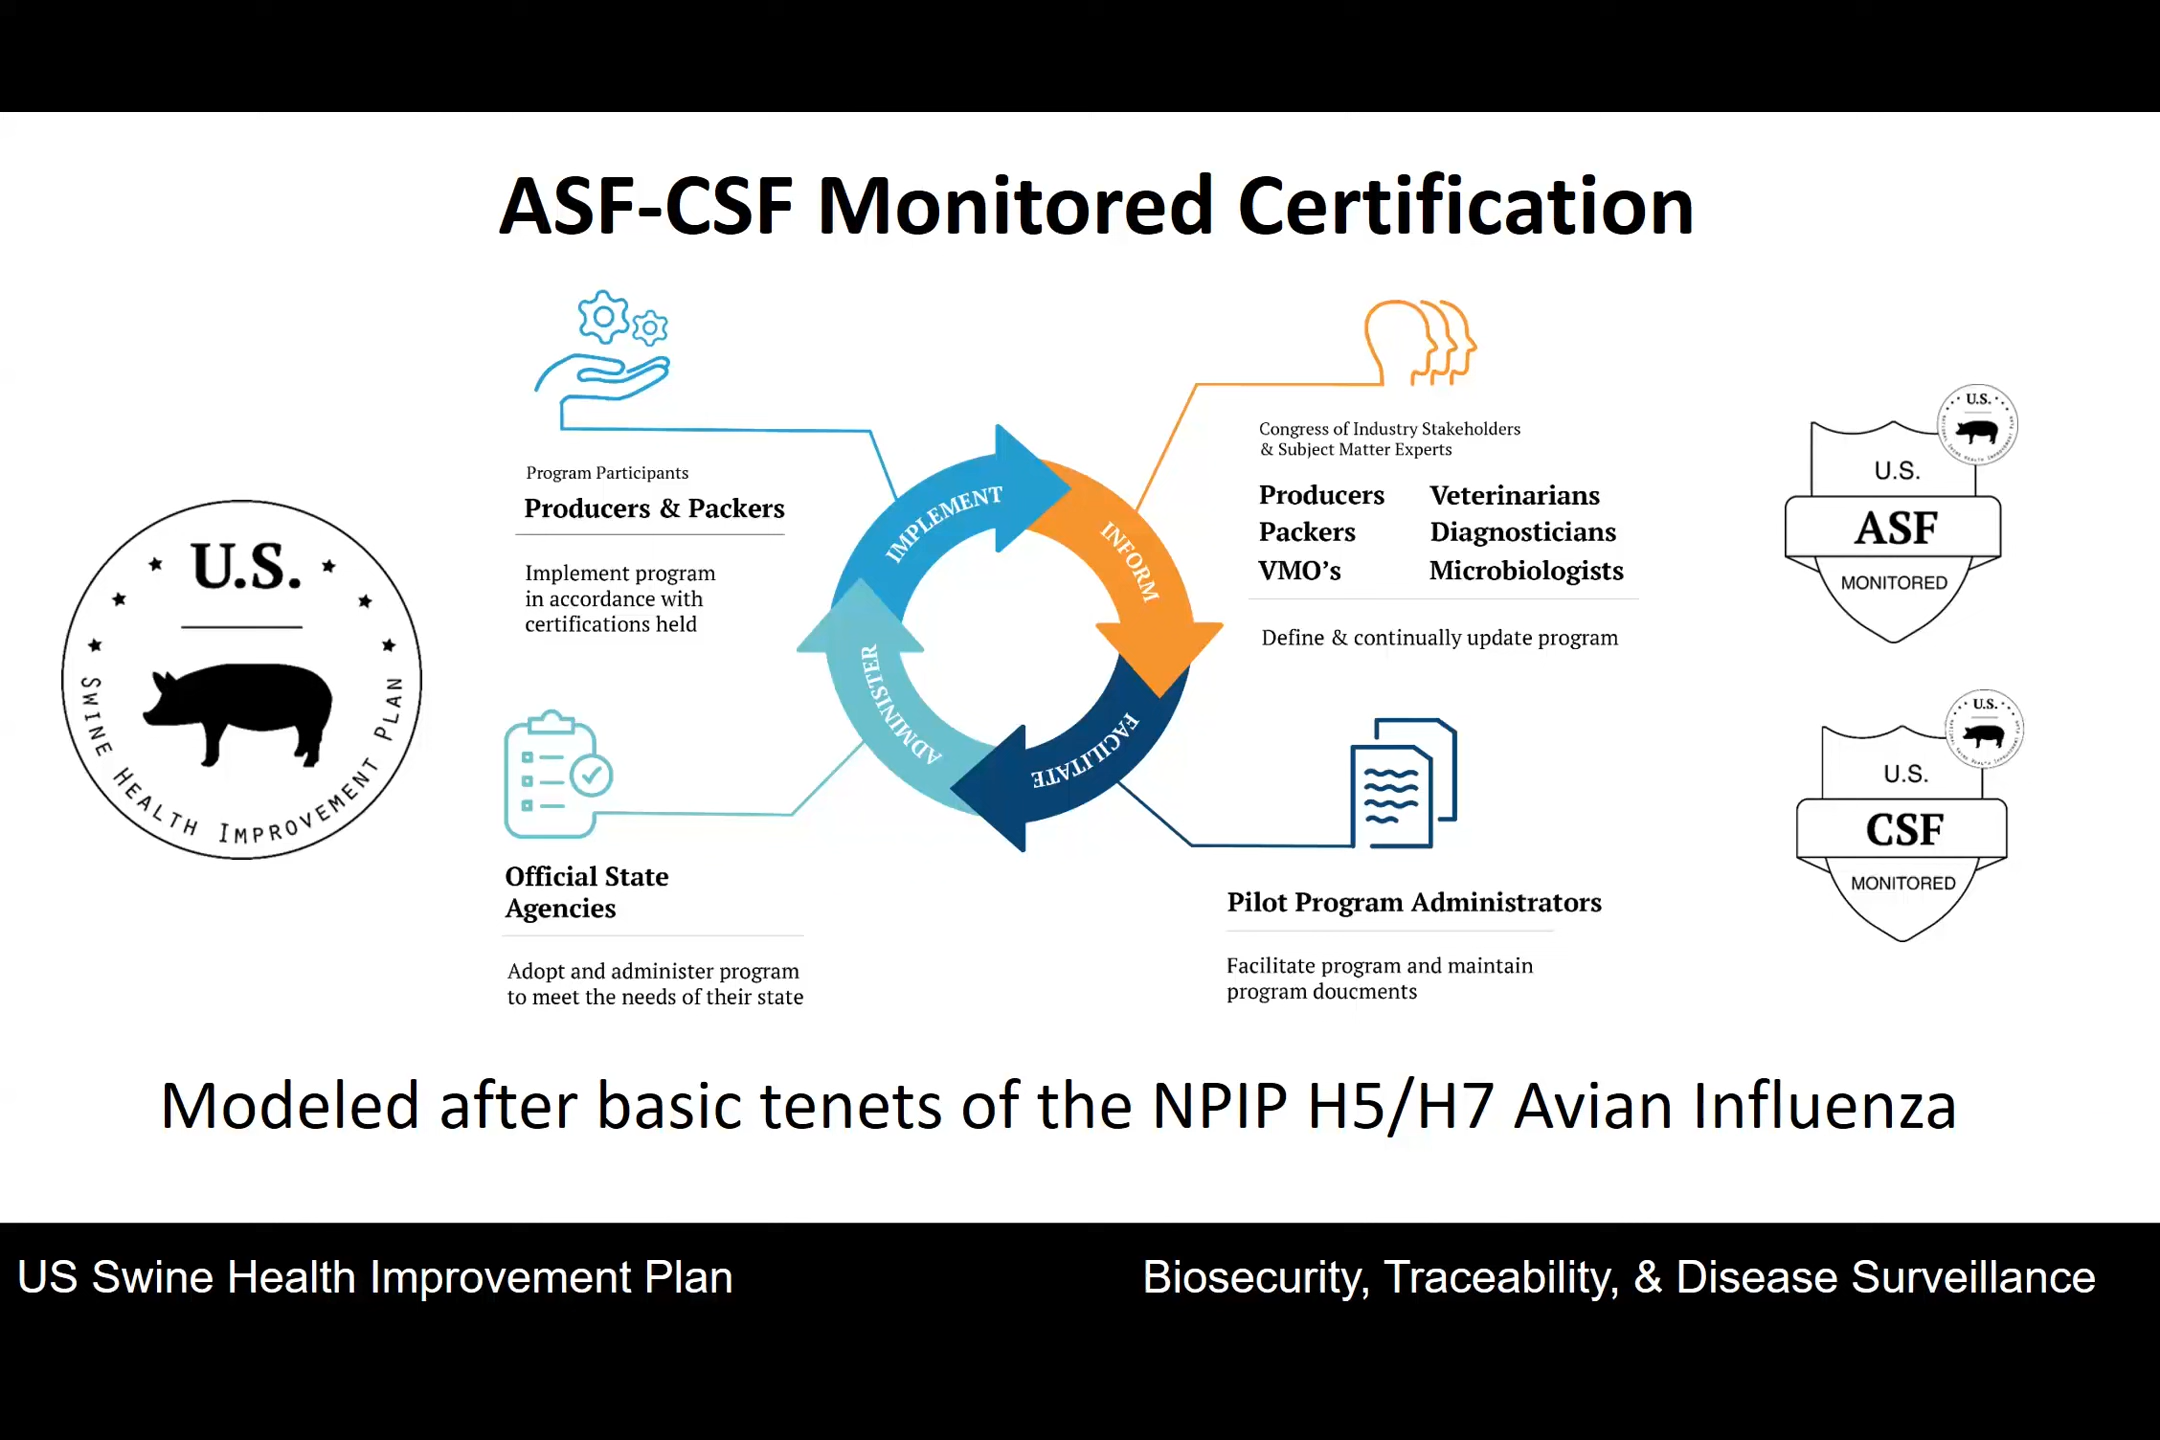 ASF-CSF Monitored Certification
U.S.
SWINE HEALTH IMPROVEMENT PLAN
Program Participants
Producers & Packers
Implement program
in accordance with
certifications held
IMPLEMENT
INFORM
FACILITATE
ADMINISTER
Congress of Industry Stakeholders
& Subject Matter Experts
Producers Veterinarians
Packers Diagnosticians
VMO's Microbiologists
Define & continually update program
Official State
Agencies
Adopt and administer program
to meet the needs of their state
Pilot Program Administrators
Facilitate program and maintain
program doucments
U.S.
U.S.
ASF
MONITORED
U.S.
U.S.
CSF
MONITORED
Modeled after basic tenets of the NPIP H5/H7 Avian Influenza
US Swine Health Improvement Plan
Biosecurity, Traceability, & Disease Surveillance